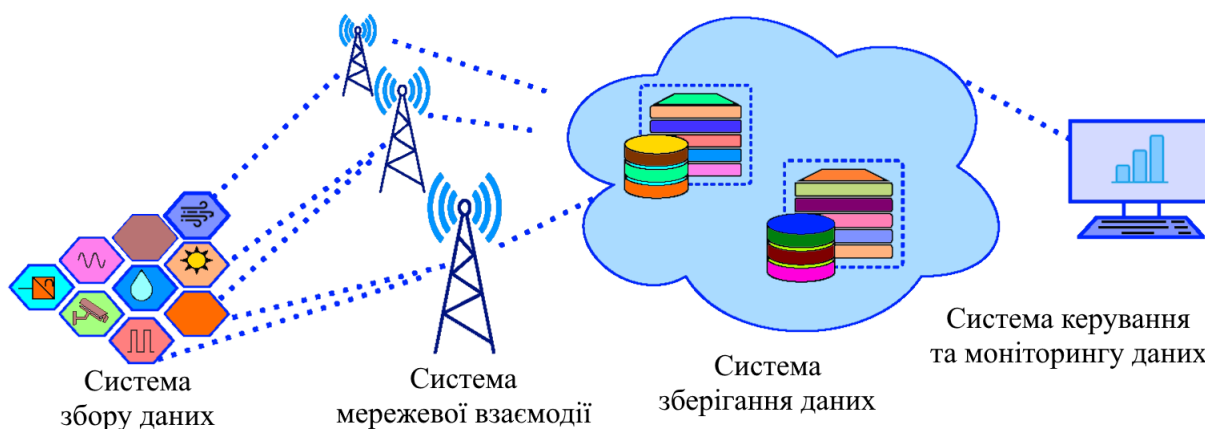 Система
збору даних
Система
мережевої взаємодії
Система
зберігання даних
Система керування
та моніторингу даних